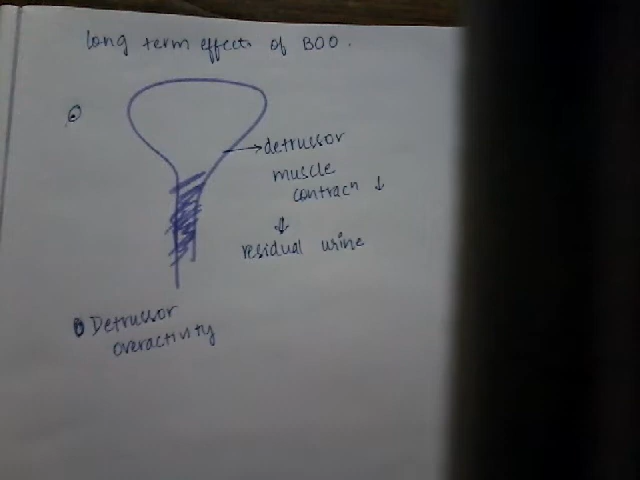 long term effects of BOO.
→ detrussor
muscle
contracn ↓
↓
residual urine
Detrussor
overactivity